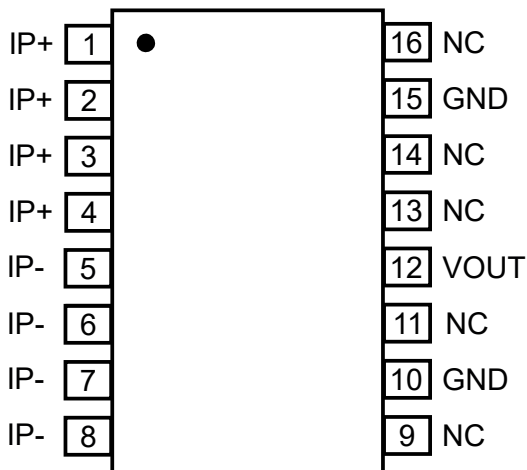 IP+ 1 16 NC
IP+ 2 15 GND
IP+ 3 14 NC
IP+ 4 13 NC
IP- 5 12 VOUT
IP- 6 11 NC
IP- 7 10 GND
IP- 8 9 NC